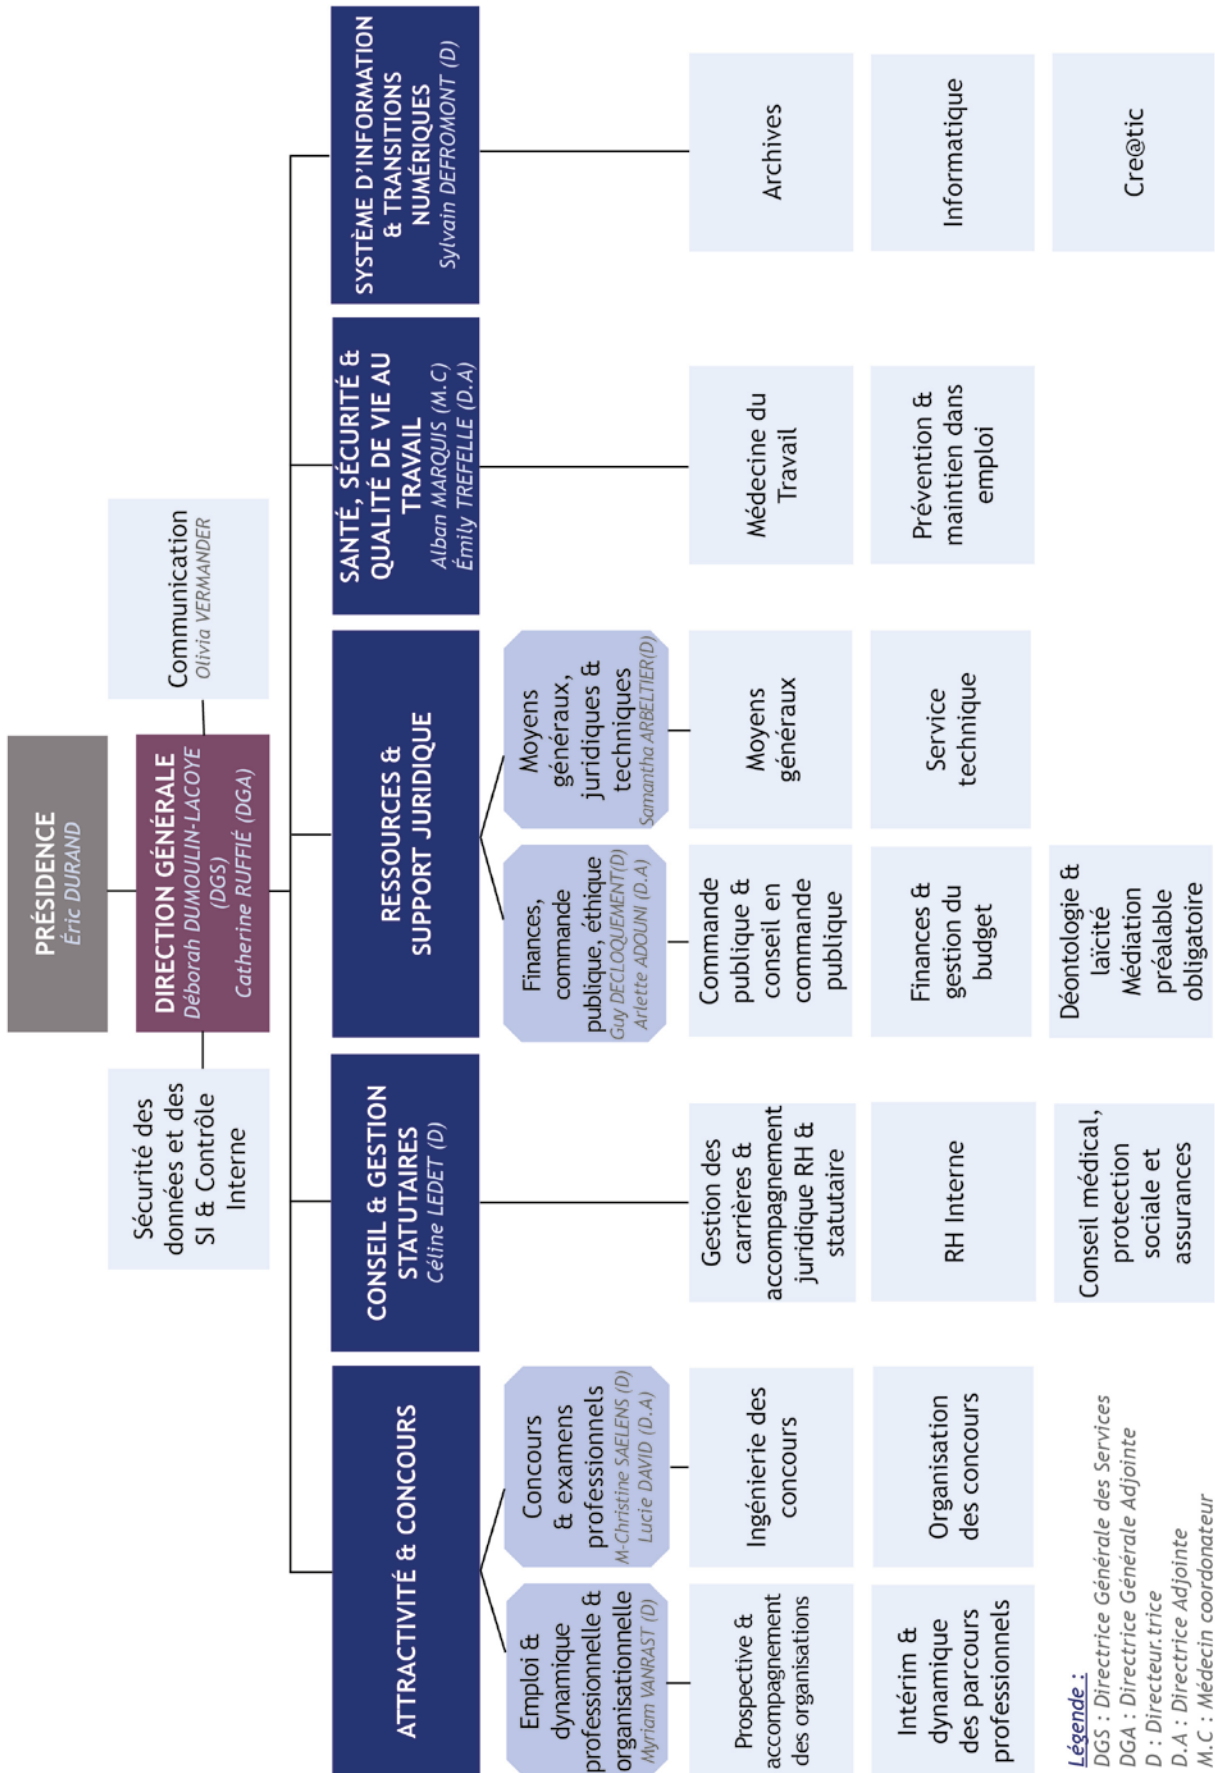 PRÉSIDENCE
Éric DURAND
DIRECTION GÉNÉRALE
Déborah DUMOULIN-LACOYE
(DGS)
Catherine RUFFIÉ (DGA)
Sécurité des
données et des
SI & Contrôle
Interne
Communication
Olivia VERMANDER
ATTRACTIVITÉ & CONCOURS
Emploi &
dynamique
professionnelle &
organisationnelle
Myriam VANRAST (D)
Prospective &
accompagnement
des organisations
Intérim &
dynamique
des parcours
professionnels
Concours
& examens
professionnels
M-Christine SAELENS (D)
Lucie DAVID (D.A)
Ingénierie des
concours
Organisation
des concours
CONSEIL & GESTION
STATUTAIRES
Céline LEDET (D)
Gestion des
carrières &
accompagnement
juridique RH &
statutaire
RH Interne
Conseil médical,
protection
sociale et
assurances
RESSOURCES &
SUPPORT JURIDIQUE
Finances,
commande
publique, éthique
Guy DECLOQUEMENT(D)
Arlette ADOUNI (D.A)
Commande
publique &
conseil en
commande
publique
Finances &
gestion du
budget
Déontologie &
laïcité
Médiation
préalable
obligatoire
Moyens
généraux,
juridiques &
techniques
Samantha ARBELTIER(D)
Moyens
généraux
Service
technique
SANTÉ, SÉCURITÉ &
QUALITÉ DE VIE AU
TRAVAIL
Alban MARQUIS (M.C)
Émily TREFELLE (D.A)
Médecine du
Travail
Prévention &
maintien dans
emploi
SYSTÈME D'INFORMATION
& TRANSITIONS
NUMÉRIQUES
Sylvain DEFROMONT (D)
Archives
Informatique
Cre@tic
Légende :
DGS : Directrice Générale des Services
DGA : Directrice Générale Adjointe
D : Directeur.trice
D.A : Directrice Adjointe
M.C : Médecin coordonateur